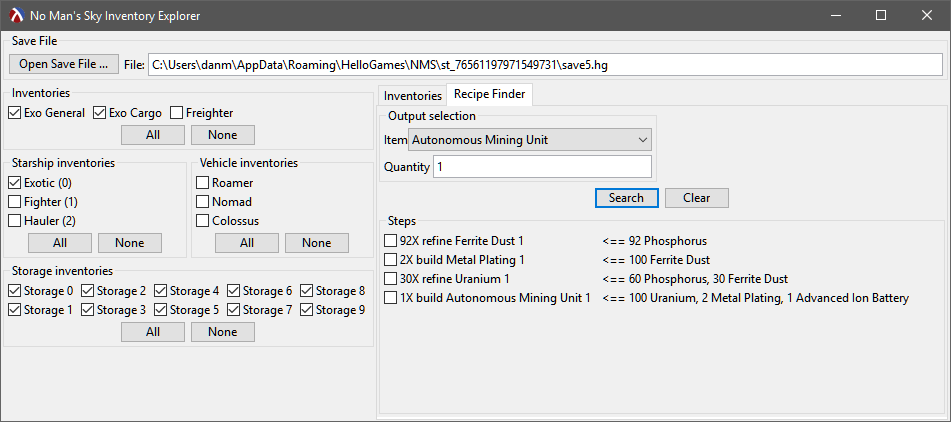 No Man's Sky Inventory Explorer
Save File
Open Save File ... File: C:\Users\danm\AppData\Roaming\HelloGames\NMS\st_76561197971549731\save5.hg
Inventories
Exo General Exo Cargo Freighter
All None
Starship inventories
Exotic (0)
Fighter (1)
Hauler (2)
All None
Vehicle inventories
Roamer
Nomad
Colossus
All None
Storage inventories
Storage 0 Storage 2 Storage 4 Storage 6 Storage 8
Storage 1 Storage 3 Storage 5 Storage 7 Storage 9
All None
Inventories Recipe Finder
Output selection
Item Autonomous Mining Unit
Quantity 1
Search Clear
Steps
92X refine Ferrite Dust 1 <== 92 Phosphorus
2X build Metal Plating 1 <== 100 Ferrite Dust
30X refine Uranium 1 <== 60 Phosphorus, 30 Ferrite Dust
1X build Autonomous Mining Unit 1 <== 100 Uranium, 2 Metal Plating, 1 Advanced Ion Battery